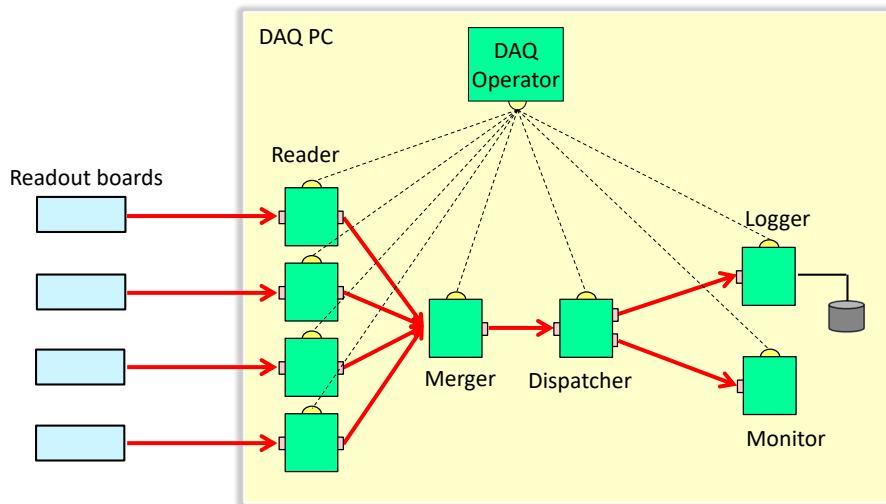 DAQ PC
DAQ
Operator
Reader
Readout boards
Logger
Merger
Dispatcher
Monitor